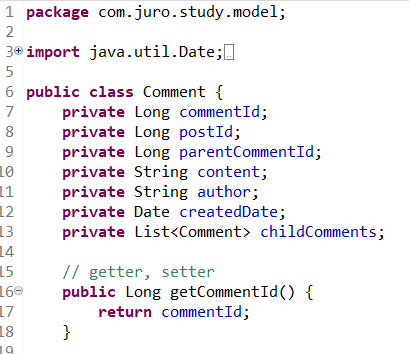 1 package com.juro.study.model;
2
3 import java.util.Date;
5
6 public class Comment {
7     private Long commentId;
8     private Long postId;
9     private Long parentCommentId;
10     private String content;
11     private String author;
12     private Date createdDate;
13     private List<Comment> childComments;
14
15     // getter, setter
16     public Long getCommentId() {
17         return commentId;
18     }
19